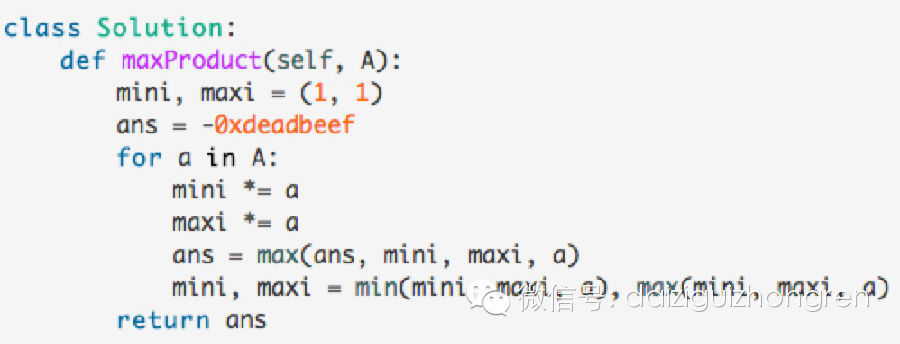 class Solution:
    def maxProduct(self, A):
        mini, maxi = (1, 1)
        ans = -0xdeadbeef
        for a in A:
            mini *= a
            maxi *= a
            ans = max(ans, mini, maxi, a)
            mini, maxi = min(mini, maxi, a), max(mini, maxi, a)
        return ans
微信号: